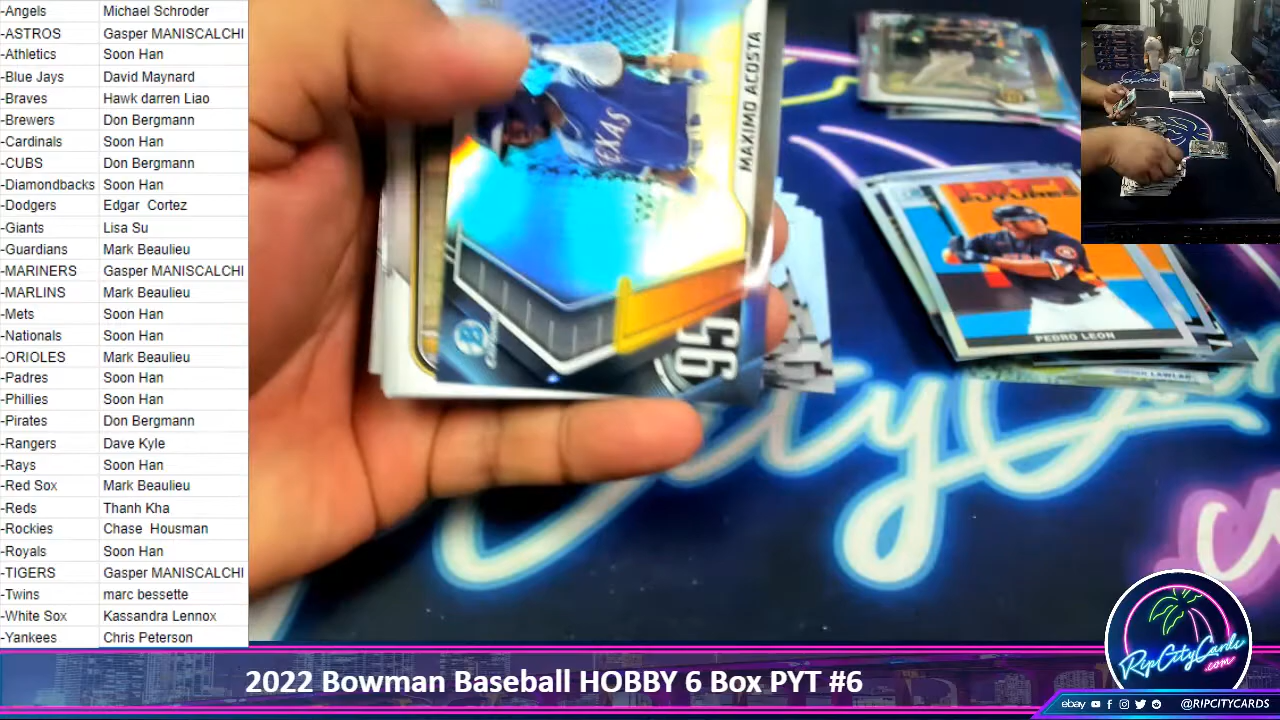 -Angels Michael Schroder
-ASTROS Gasper MANISCALCHI
-Athletics Soon Han
-Blue Jays David Maynard
-Braves Hawk darren Liao
-Brewers Don Bergmann
-Cardinals Soon Han
-CUBS Don Bergmann
-Diamondbacks Soon Han
-Dodgers Edgar Cortez
-Giants Lisa Su
-Guardians Mark Beaulieu
-MARINERS Gasper MANISCALCHI
-MARLINS Mark Beaulieu
-Mets Soon Han
-Nationals Soon Han
-ORIOLES Mark Beaulieu
-Padres Soon Han
-Phillies Soon Han
-Pirates Don Bergmann
-Rangers Dave Kyle
-Rays Soon Han
-Red Sox Mark Beaulieu
-Reds Thanh Kha
-Rockies Chase Housman
-Royals Soon Han
-TIGERS Gasper MANISCALCHI
-Twins marc bessette
-White Sox Kassandra Lennox
-Yankees Chris Peterson
MAXIMO ACOSTA
TEXAS
95
FUTURES
PEDRO LEON
LAWLAR
2022 Bowman Baseball HOBBY 6 Box PYT #6
RipCityCards
.com
ebay @RIPCITYCARDS